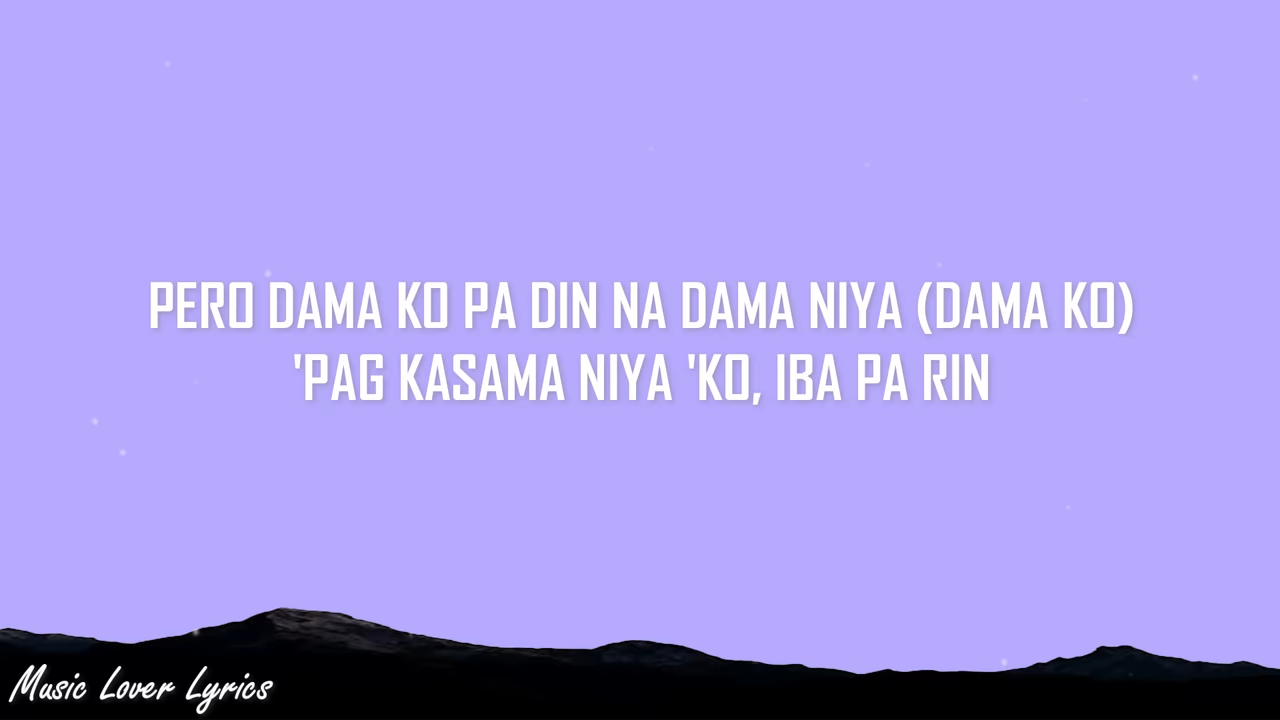 PERO DAMA KO PA DIN NA DAMA NIYA (DAMA KO)
'PAG KASAMA NIYA 'KO, IBA PA RIN
Music Lover Lyrics